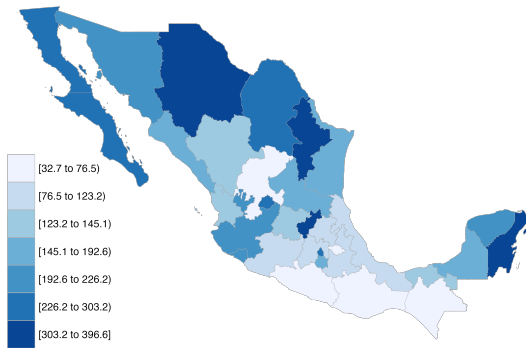 [32.7 to 76.5)
[76.5 to 123.2)
[123.2 to 145.1)
[145.1 to 192.6)
[192.6 to 226.2)
[226.2 to 303.2)
[303.2 to 396.6]